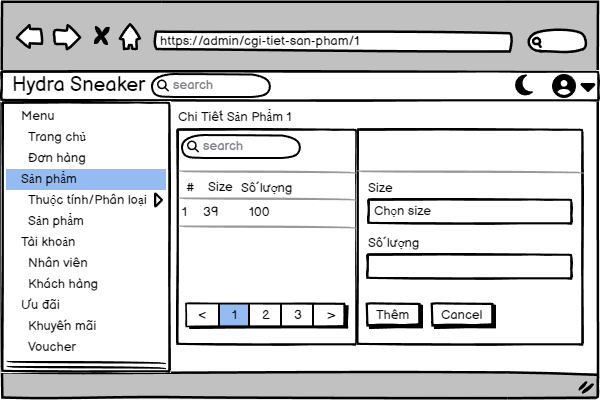 https://admin/cgi-tiet-san-pham/1
Hydra Sneaker search
Menu
Trang chủ
Đơn hàng
Sản phẩm
Thuộc tính/Phân loại
Sản phẩm
Tài khoản
Nhân viên
Khách hàng
Ưu đãi
Khuyến mãi
Voucher
Chi Tiết Sản Phẩm 1
search
# Size Số lượng
1 39 100
< 1 2 3 >
Size
Chọn size
Số lượng
Thêm Cancel